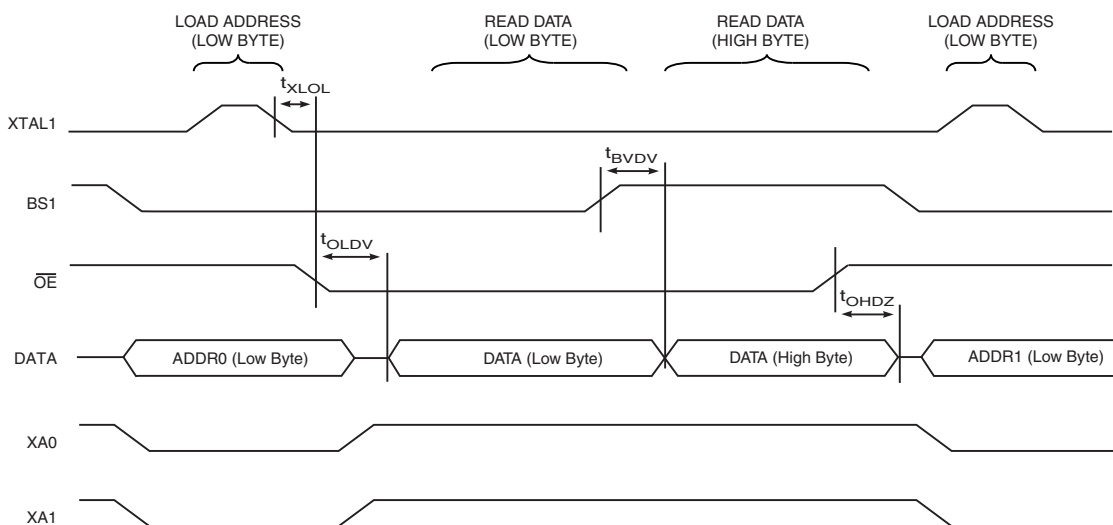 LOAD ADDRESS
(LOW BYTE)
READ DATA
(LOW BYTE)
READ DATA
(HIGH BYTE)
LOAD ADDRESS
(LOW BYTE)
tXLOL
XTAL1
tBVDV
BS1
tOLDV
OE
tOHDZ
DATA
ADDR0 (Low Byte)
DATA (Low Byte)
DATA (High Byte)
ADDR1 (Low Byte)
XA0
XA1